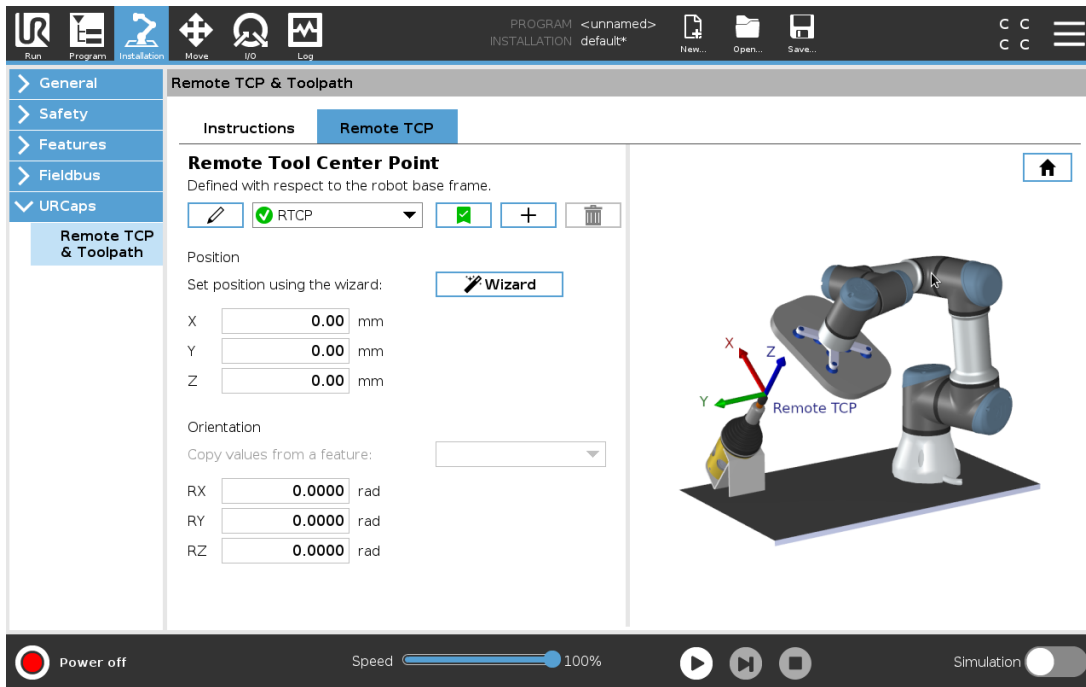 PROGRAM <unnamed>
INSTALLATION default*
C C
C C
Run
Program
Installation
Move
I/O
Log
New...
Open...
Save...
General
Safety
Features
Fieldbus
URCaps
Remote TCP
& Toolpath
Remote TCP & Toolpath
Instructions
Remote TCP
Remote Tool Center Point
Defined with respect to the robot base frame.
RTCP
Position
Set position using the wizard:
Wizard
X 0.00 mm
Y 0.00 mm
Z 0.00 mm
Orientation
Copy values from a feature:
RX 0.0000 rad
RY 0.0000 rad
RZ 0.0000 rad
X
Z
Y
Remote TCP
Power off
Speed
100%
Simulation